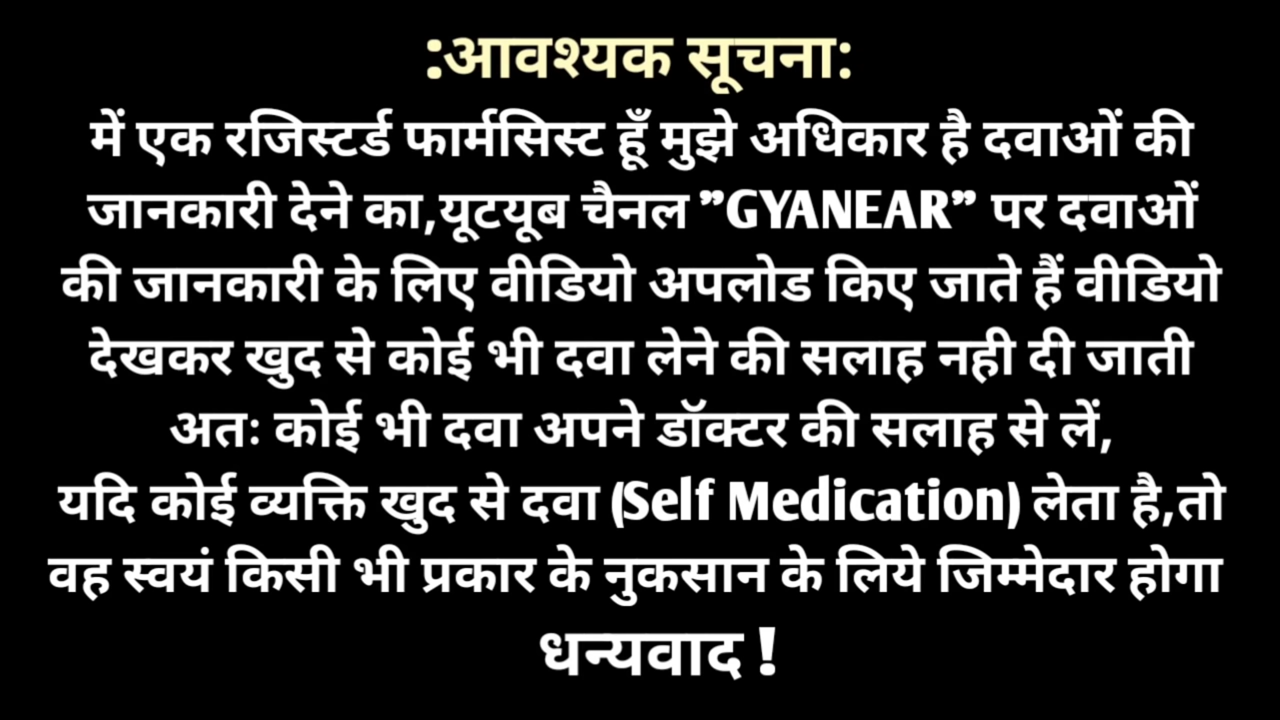 :आवश्यक सूचना:
में एक रजिस्टर्ड फार्मसिस्ट हूँ मुझे अधिकार है दवाओं की
जानकारी देने का,यूटयूब चैनल ”GYANEAR” पर दवाओं
की जानकारी के लिए वीडियो अपलोड किए जाते हैं वीडियो
देखकर खुद से कोई भी दवा लेने की सलाह नही दी जाती
अतः कोई भी दवा अपने डॉक्टर की सलाह से लें,
यदि कोई व्यक्ति खुद से दवा (Self Medication) लेता है,तो
वह स्वयं किसी भी प्रकार के नुकसान के लिये जिम्मेदार होगा
धन्यवाद !